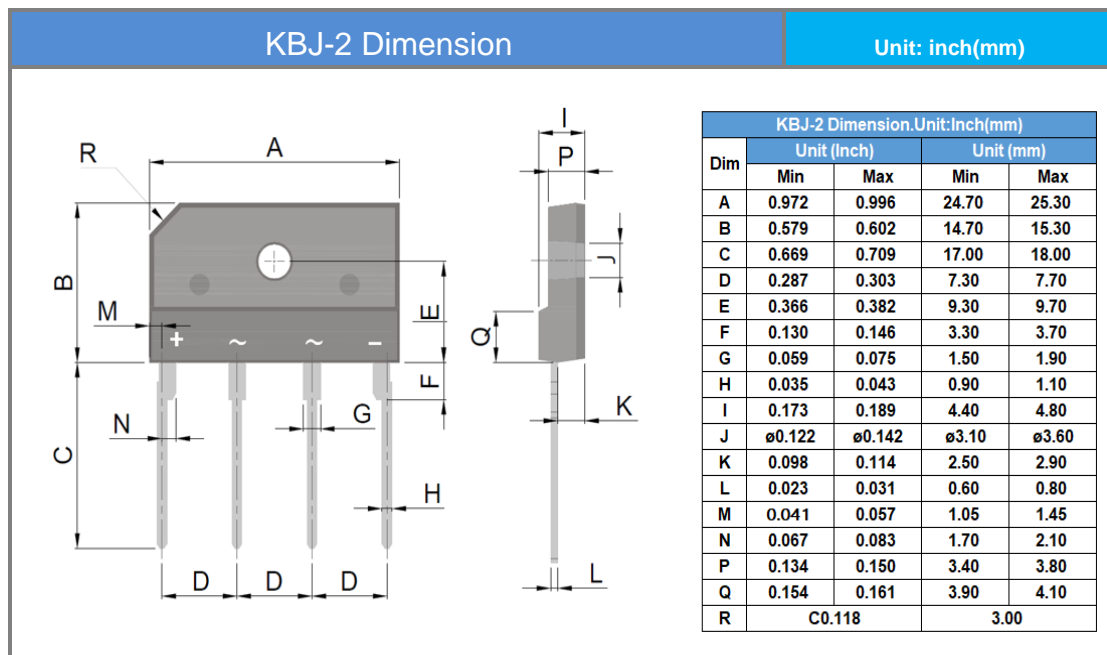 KBJ-2 Dimension Unit: inch(mm)
I
A
P
R
B
E
J
M
Q
+ ~ ~ -
F
K
G
N
C
H
L
D D D
KBJ-2 Dimension.Unit:Inch(mm)
Dim Unit (Inch) Unit (mm)
Min Max Min Max
A 0.972 0.996 24.70 25.30
B 0.579 0.602 14.70 15.30
C 0.669 0.709 17.00 18.00
D 0.287 0.303 7.30 7.70
E 0.366 0.382 9.30 9.70
F 0.130 0.146 3.30 3.70
G 0.059 0.075 1.50 1.90
H 0.035 0.043 0.90 1.10
I 0.173 0.189 4.40 4.80
J ø0.122 ø0.142 ø3.10 ø3.60
K 0.098 0.114 2.50 2.90
L 0.023 0.031 0.60 0.80
M 0.041 0.057 1.05 1.45
N 0.067 0.083 1.70 2.10
P 0.134 0.150 3.40 3.80
Q 0.154 0.161 3.90 4.10
R C0.118 3.00